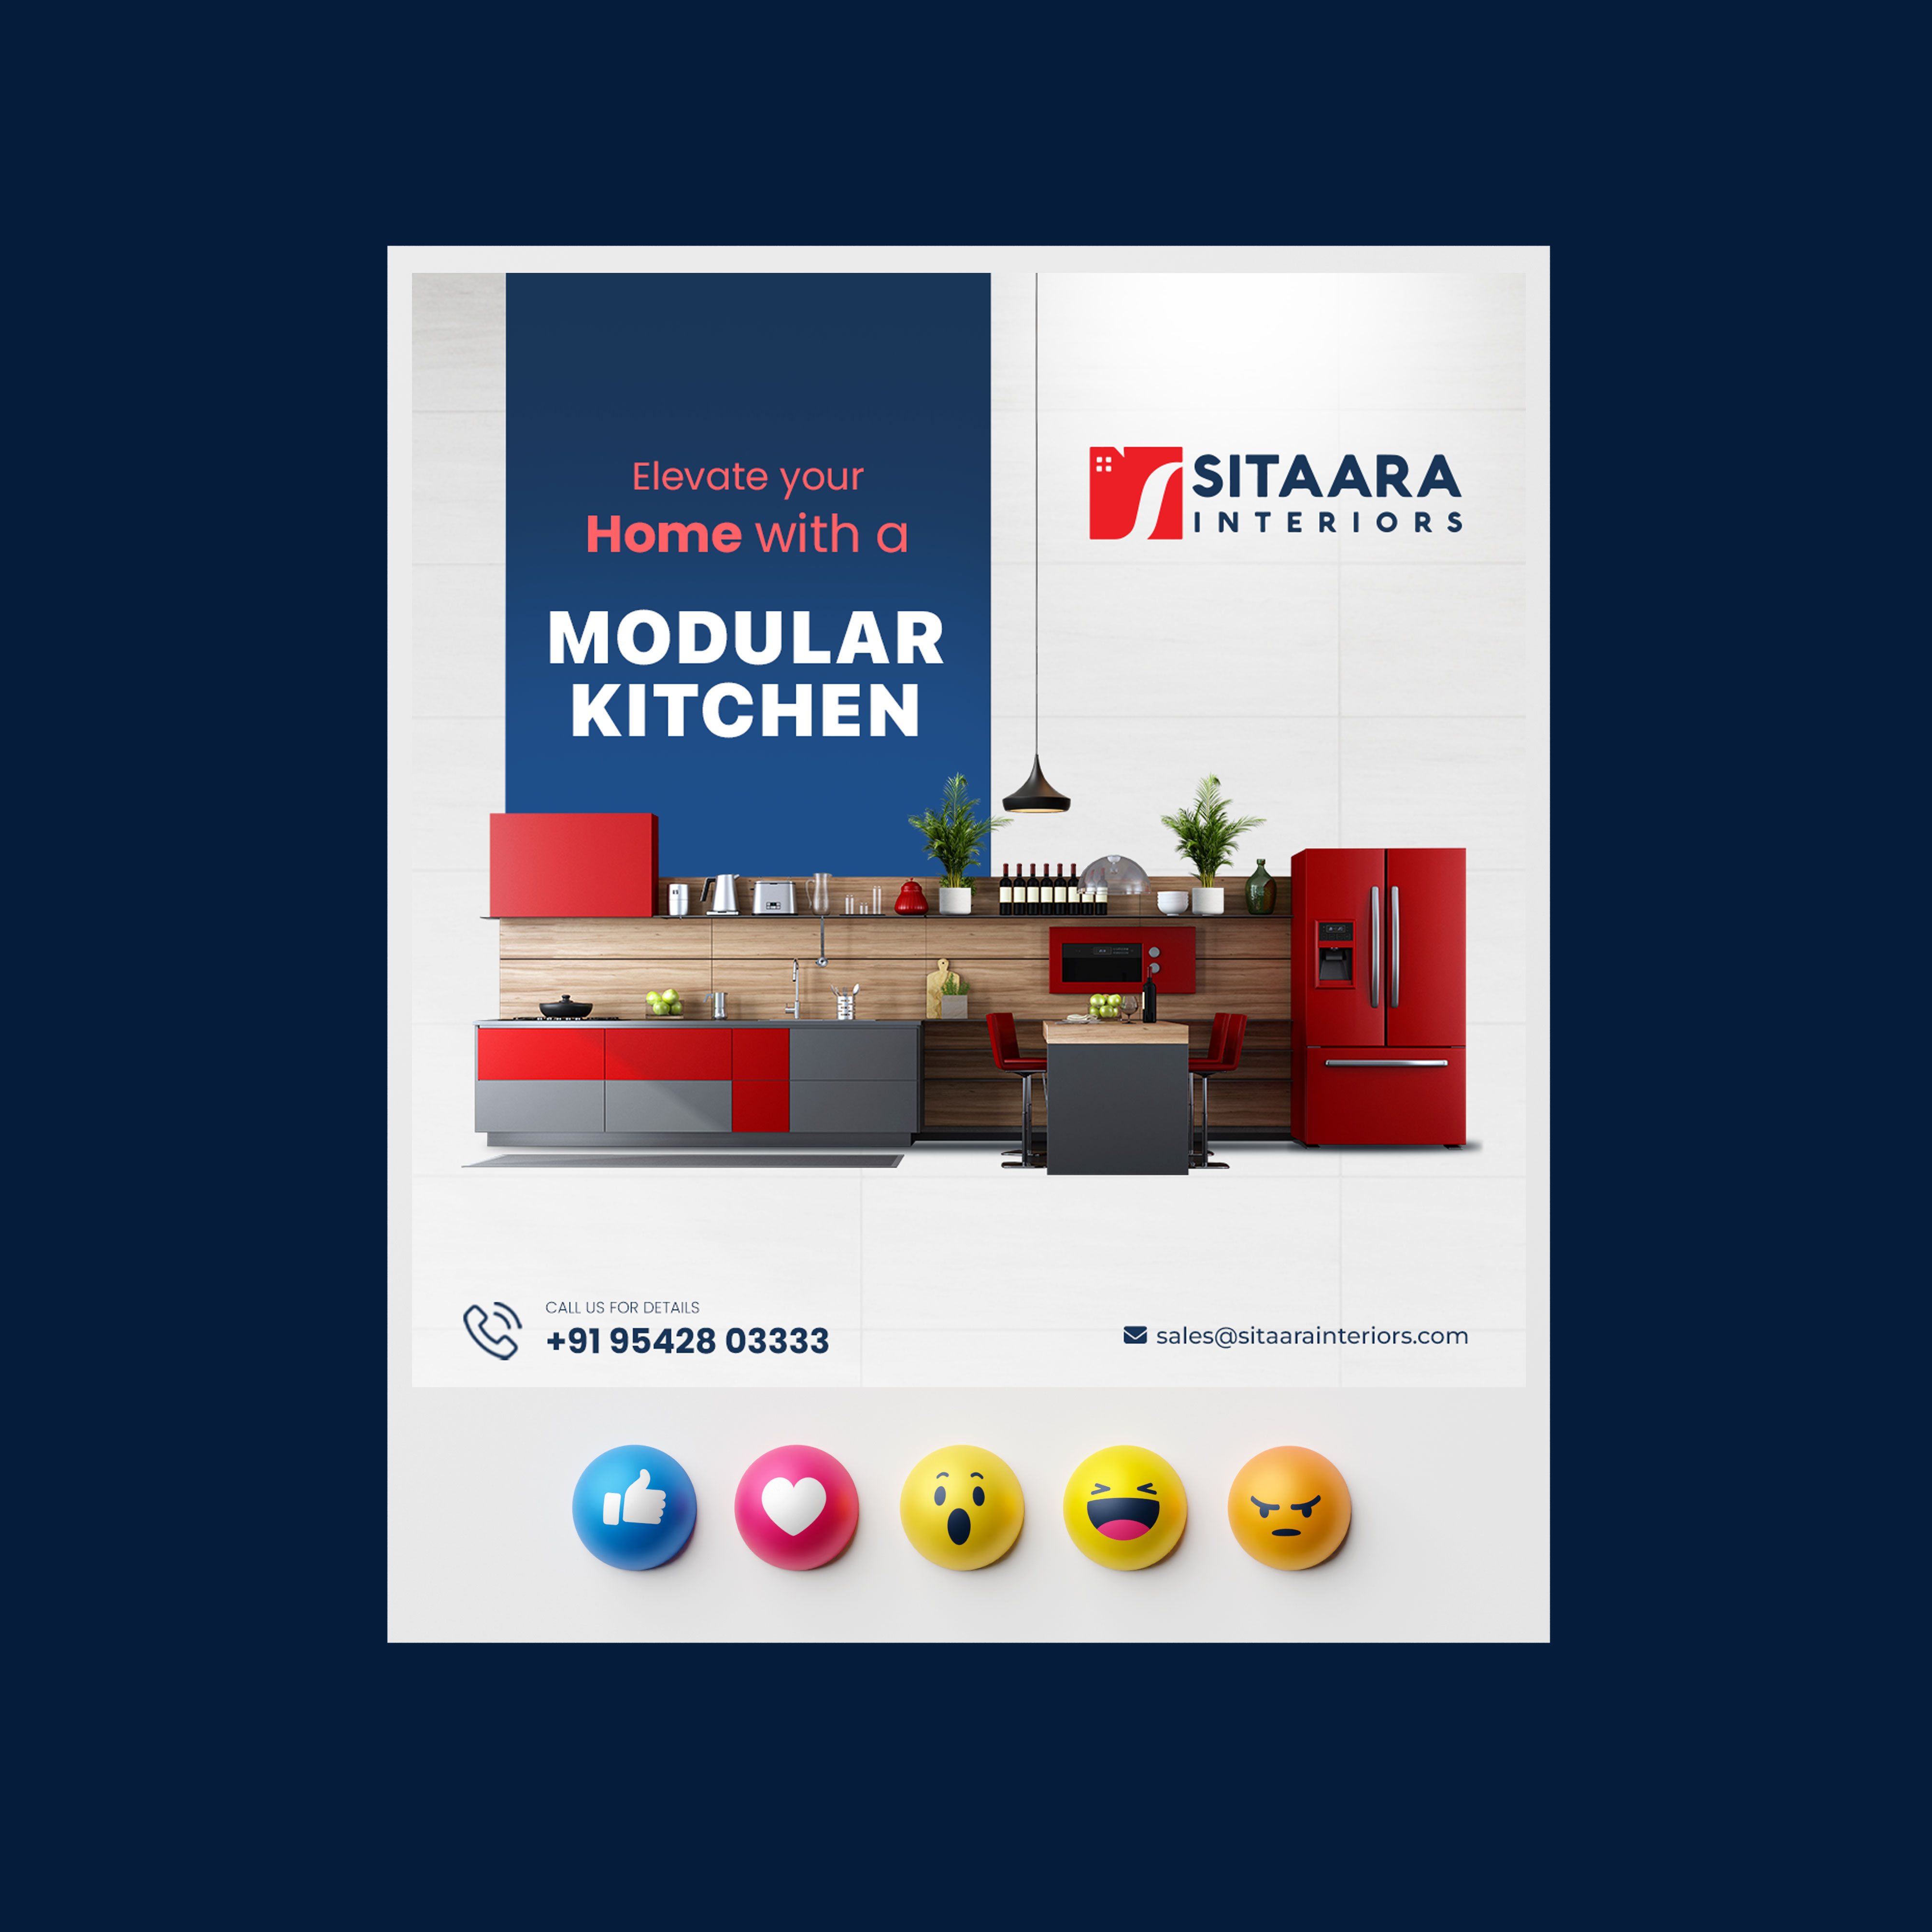 Elevate your
Home with a
MODULAR
KITCHEN
SITAARA
INTERIORS
CALL US FOR DETAILS
+91 95428 03333
sales@sitaarainteriors.com